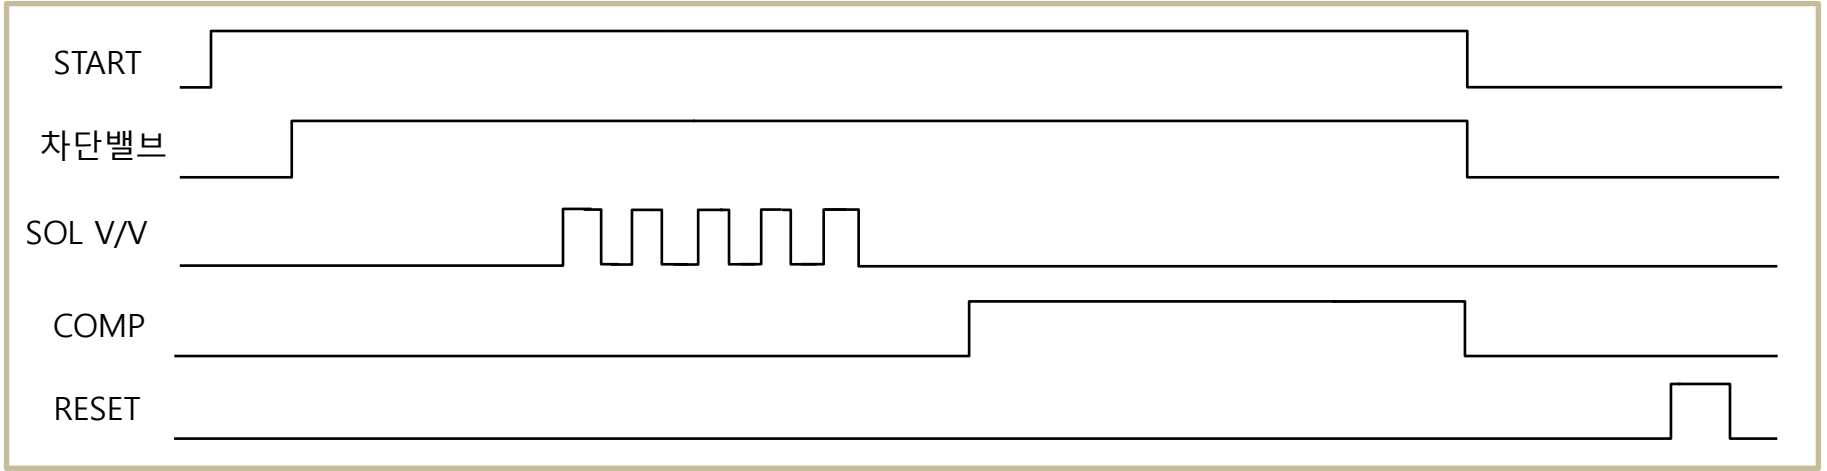 START
차단밸브
SOL V/V
COMP
RESET